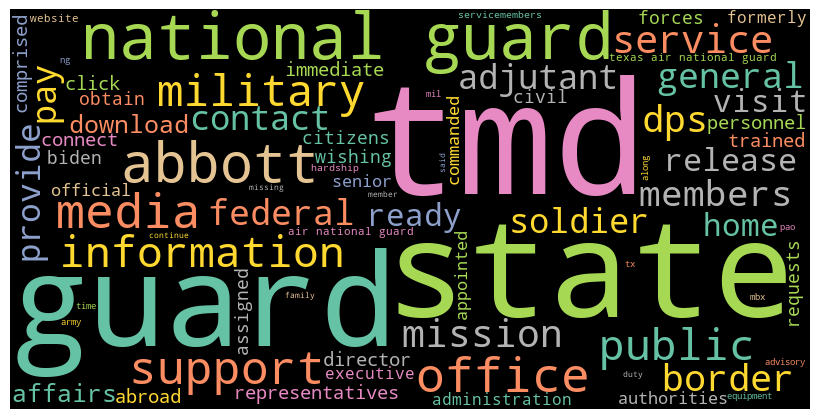 website
servicemembers
forces
formerly
comprised
national
guard
service
ng
immediate
texas air national guard
pay
click
military
adjutant
general
obtain
tmd
mil
civil
visit
download
contact
commanded
dps
personnel
connect
citizens
trained
provide
biden
abbott
wishing
said
along
release
hardship
official
missing
senior
member
members
media
federal
ready
soldier
home
air national guard
appointed
pao
information
continue
state
requests
guard
assigned
tx
time
family
mbx
army
mission
public
support
director
office
border
advisory
executive
duty
affairs
abroad
representatives
administration
authorities
equipment